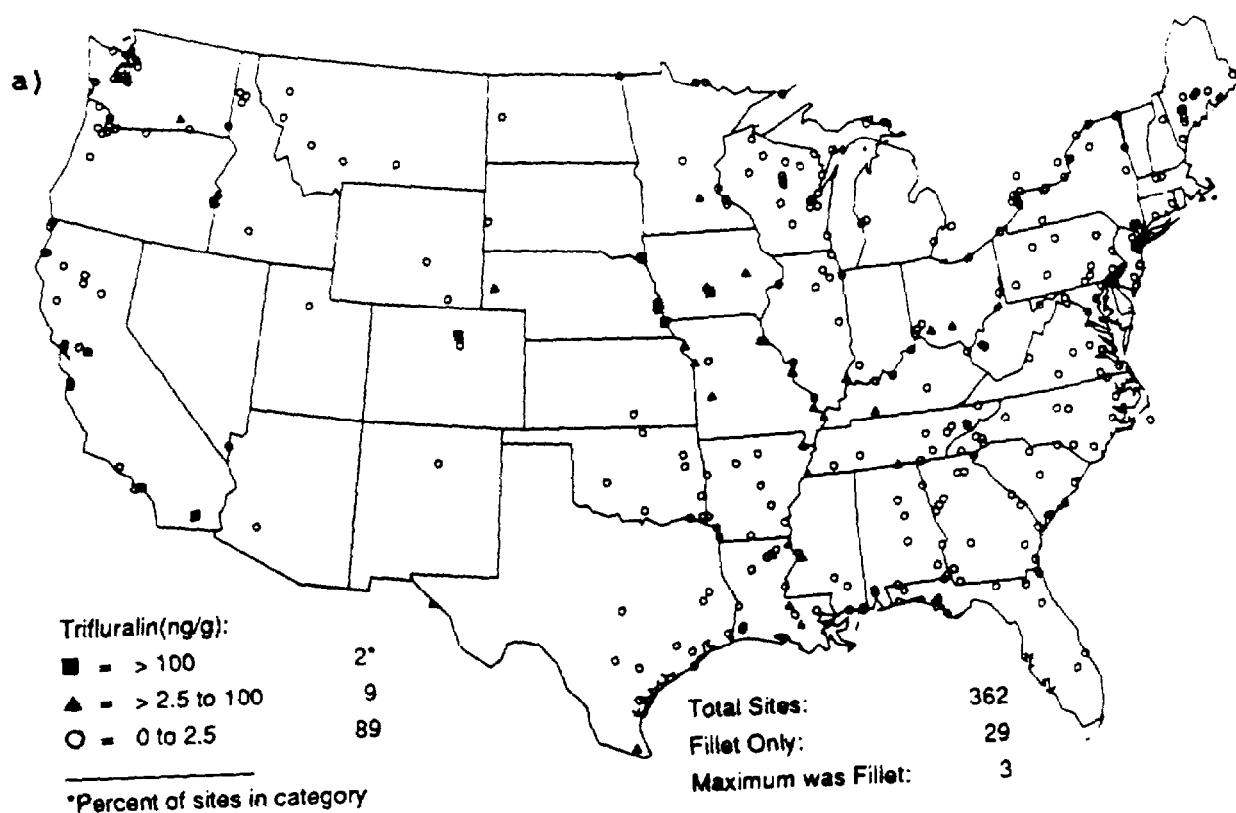 a)
Trifluralin(ng/g):
■ = > 100 2*
▲ = > 2.5 to 100 9
○ = 0 to 2.5 89
*Percent of sites in category
Total Sites: 362
Fillet Only: 29
Maximum was Fillet: 3